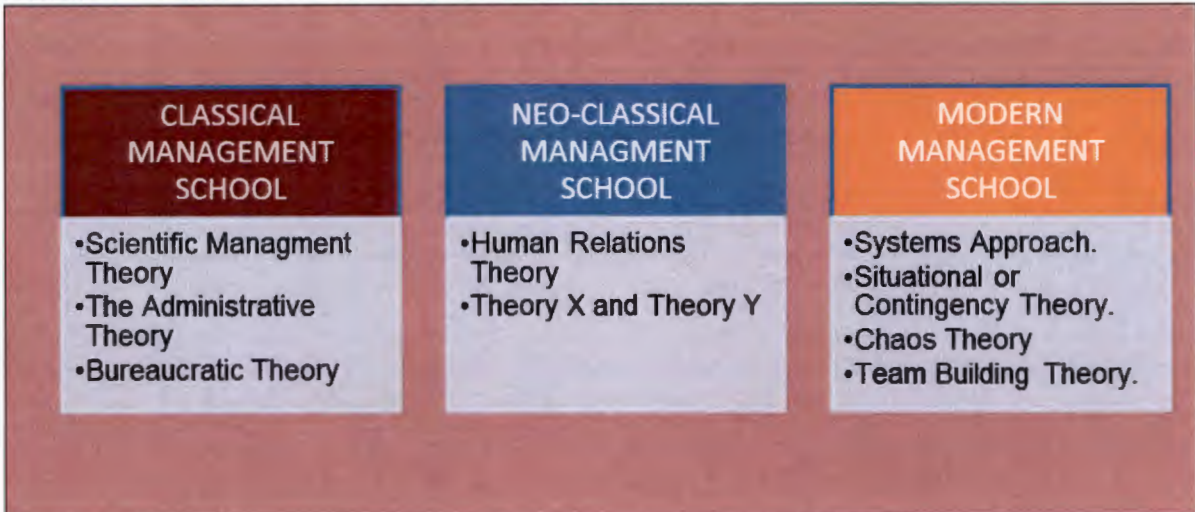 CLASSICAL
MANAGEMENT
SCHOOL
•Scientific Managment
Theory
•The Administrative
Theory
•Bureaucratic Theory
NEO-CLASSICAL
MANAGMENT
SCHOOL
•Human Relations
Theory
•Theory X and Theory Y
MODERN
MANAGEMENT
SCHOOL
•Systems Approach.
•Situational or
Contingency Theory.
•Chaos Theory
•Team Building Theory.